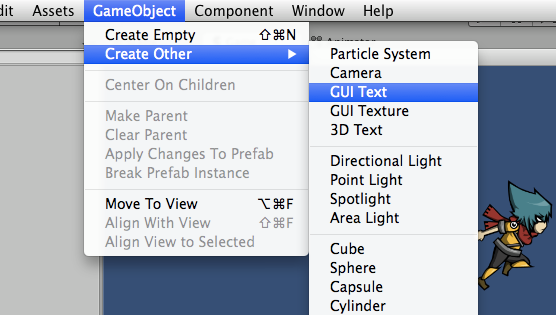 dit Assets GameObject Component Window Help
Create Empty ⇧⌘N
Create Other ▶
Center On Children
Make Parent
Clear Parent
Apply Changes To Prefab
Break Prefab Instance
Move To View ⌥⌘F
Align With View ⇧⌘F
Align View to Selected
Animator
Particle System
Camera
GUI Text
GUI Texture
3D Text
Directional Light
Point Light
Spotlight
Area Light
Cube
Sphere
Capsule
Cylinder